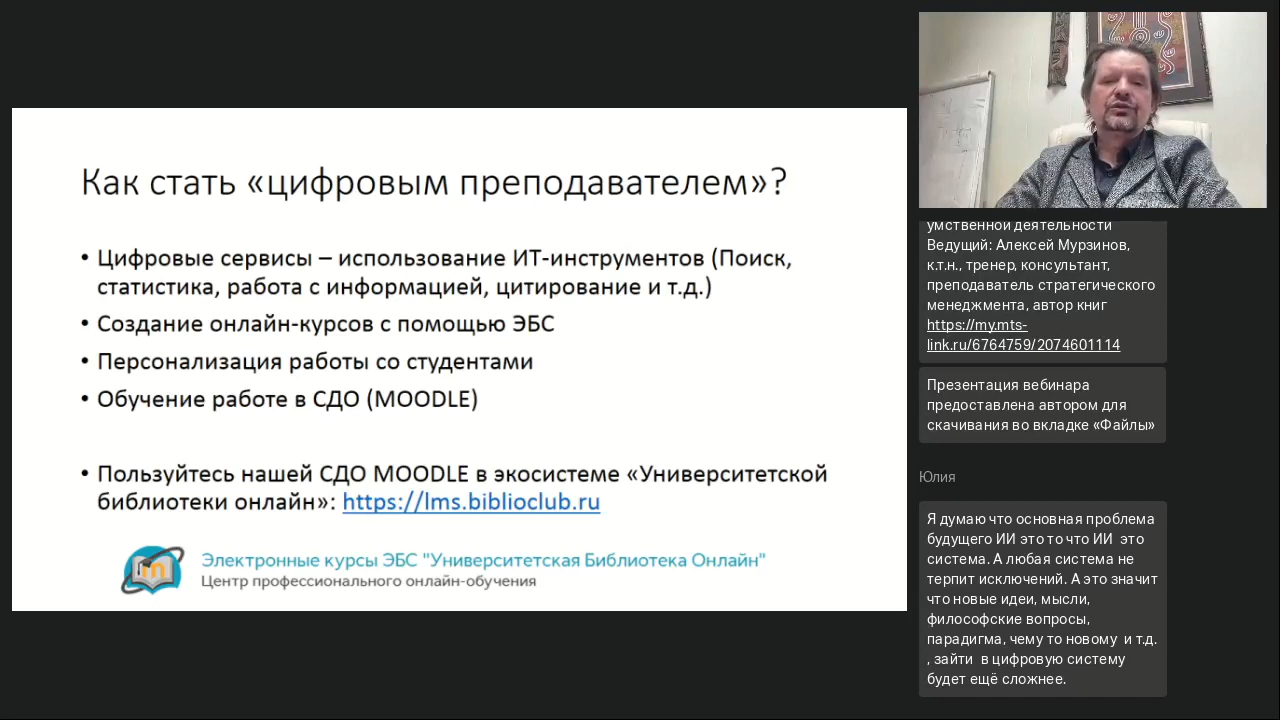 Как стать «цифровым преподавателем»?
• Цифровые сервисы – использование ИТ-инструментов (Поиск,
статистика, работа с информацией, цитирование и т.д.)
• Создание онлайн-курсов с помощью ЭБС
• Персонализация работы со студентами
• Обучение работе в СДО (MOODLE)
• Пользуйтесь нашей СДО MOODLE в экосистеме «Университетской
библиотеки онлайн»: https://lms.biblioclub.ru
Электронные курсы ЭБС "Университетская Библиотека Онлайн"
Центр профессионального онлайн-обучения
умственной деятельности
Ведущий: Алексей Мурзинов,
к.т.н., тренер, консультант,
преподаватель стратегического
менеджмента, автор книг
https://my.mts-
link.ru/6764759/2074601114
Презентация вебинара
предоставлена автором для
скачивания во вкладке «Файлы»
Юлия
Я думаю что основная проблема
будущего ИИ это то что ИИ  это
система. А любая система не
терпит исключений. А это значит
что новые идеи, мысли,
философские вопросы,
парадигма, чему то новому  и т.д.
, зайти  в цифровую систему
будет ещё сложнее.